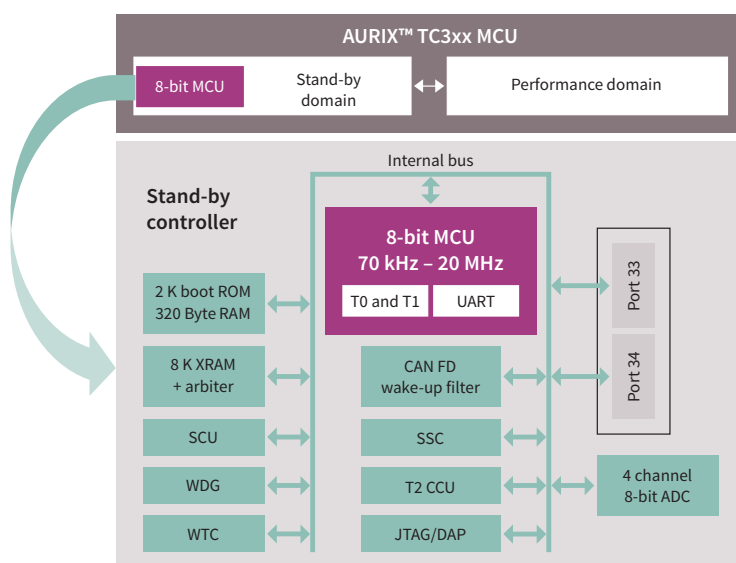 AURIX™ TC3xx MCU
8-bit MCU
Stand-by
domain
Performance domain
Internal bus
Stand-by
controller
8-bit MCU
70 kHz – 20 MHz
T0 and T1
UART
2 K boot ROM
320 Byte RAM
8 K XRAM
+ arbiter
SCU
WDG
WTC
CAN FD
wake-up filter
SSC
T2 CCU
JTAG/DAP
Port 33
Port 34
4 channel
8-bit ADC